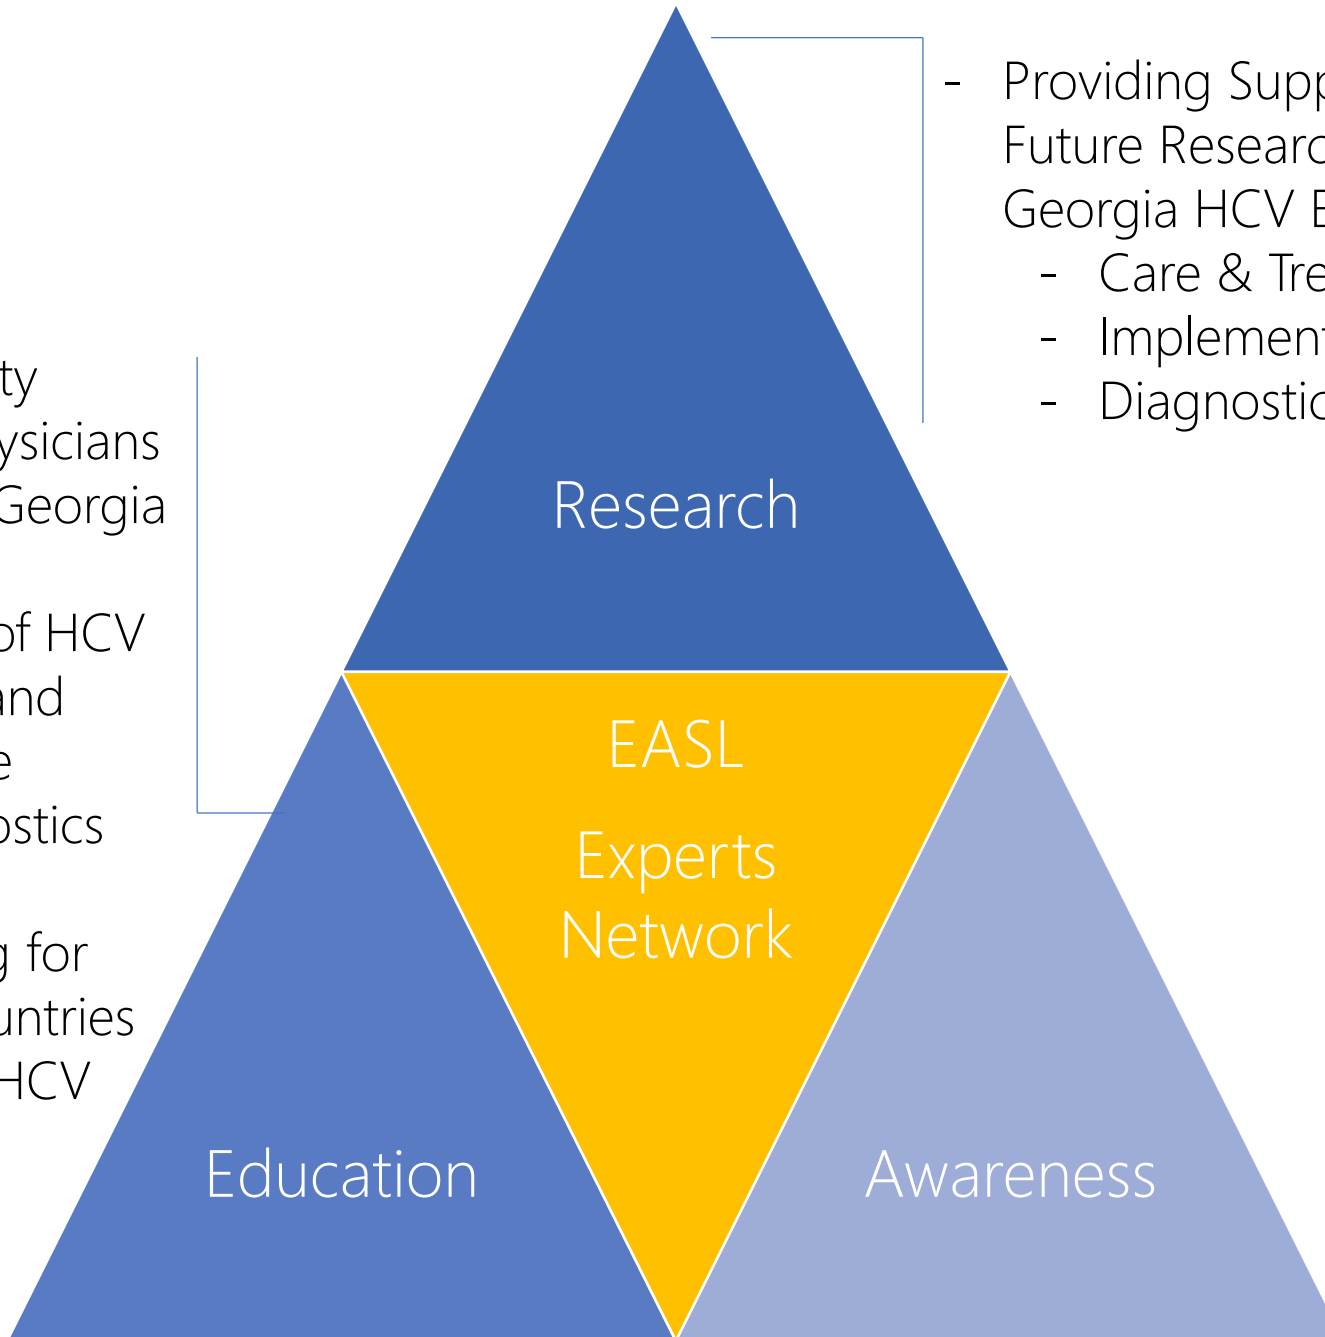 - Providing Supp
Future Researc
Georgia HCV E
- Care & Tre
- Implement
- Diagnostic
ty
ysicians
Georgia
of HCV
and
e
ostics
g for
untries
HCV
Research
EASL
Experts
Network
Education
Awareness